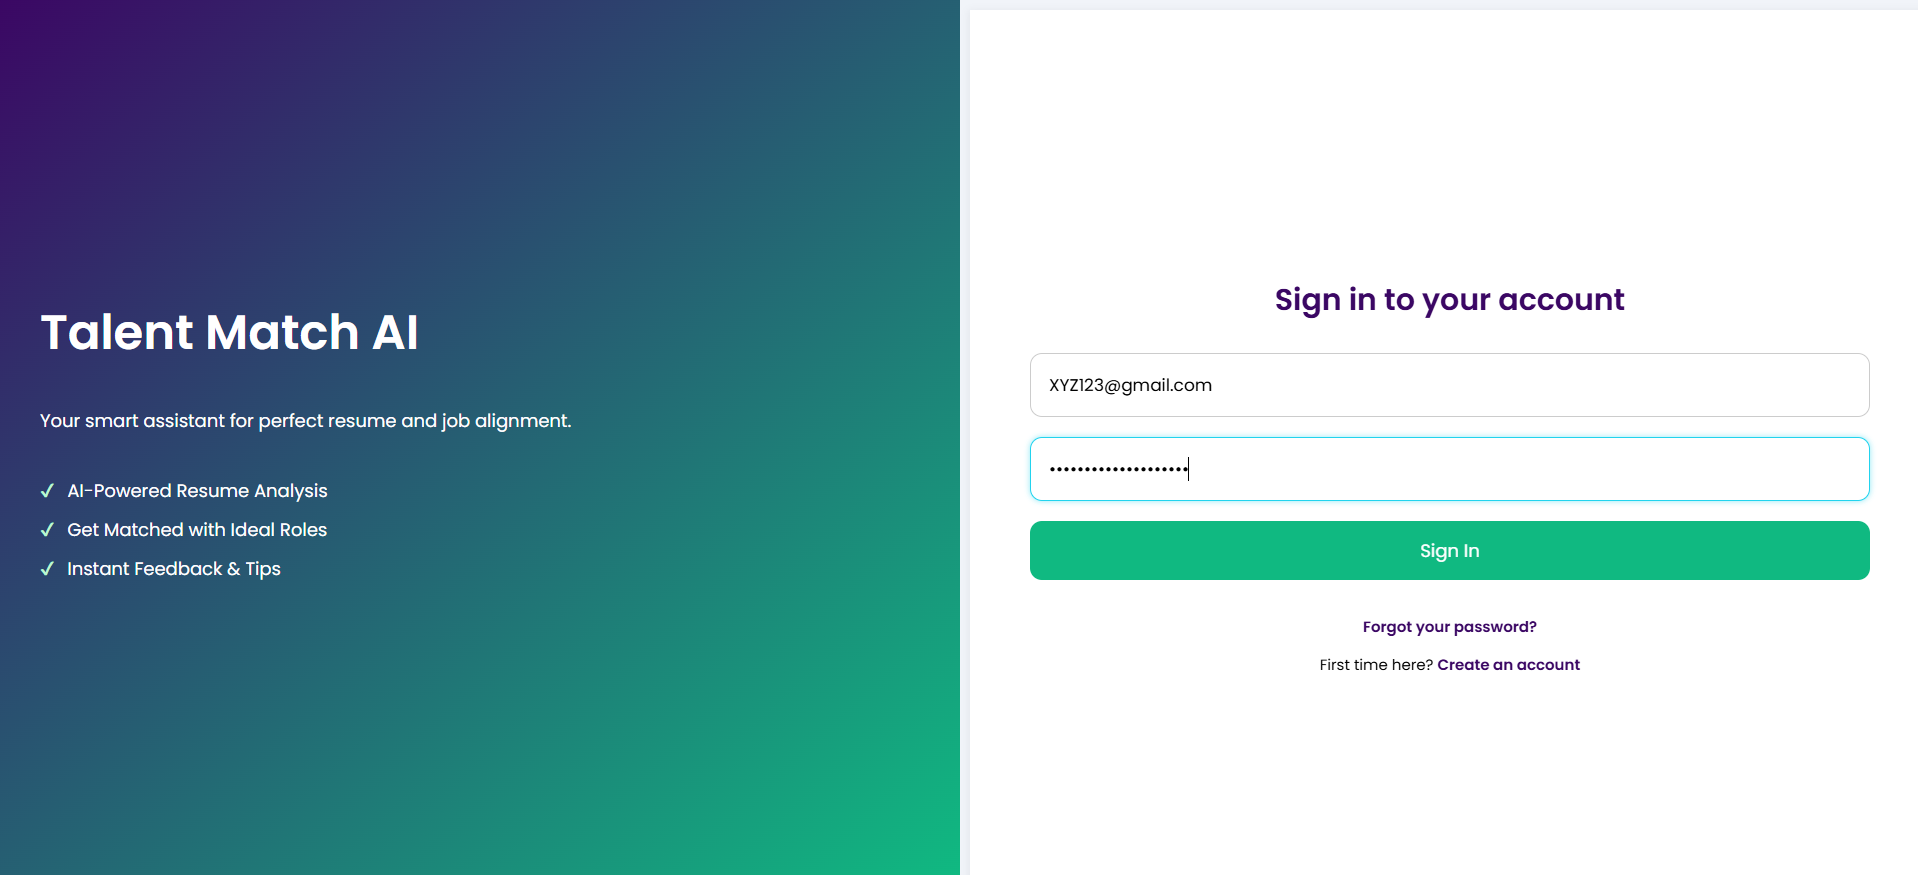 Talent Match AI
Your smart assistant for perfect resume and job alignment.
✓ AI-Powered Resume Analysis
✓ Get Matched with Ideal Roles
✓ Instant Feedback & Tips
Sign in to your account
XYZ123@gmail.com
••••••••••••••••••••
Sign In
Forgot your password?
First time here? Create an account